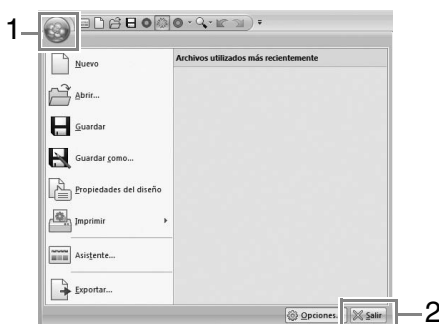 1
Archivos utilizados más recientemente
Nuevo
Abrir...
Guardar
Guardar como...
Propiedades del diseño
Imprimir
Asistente...
Exportar...
Opciones.
Salir
2